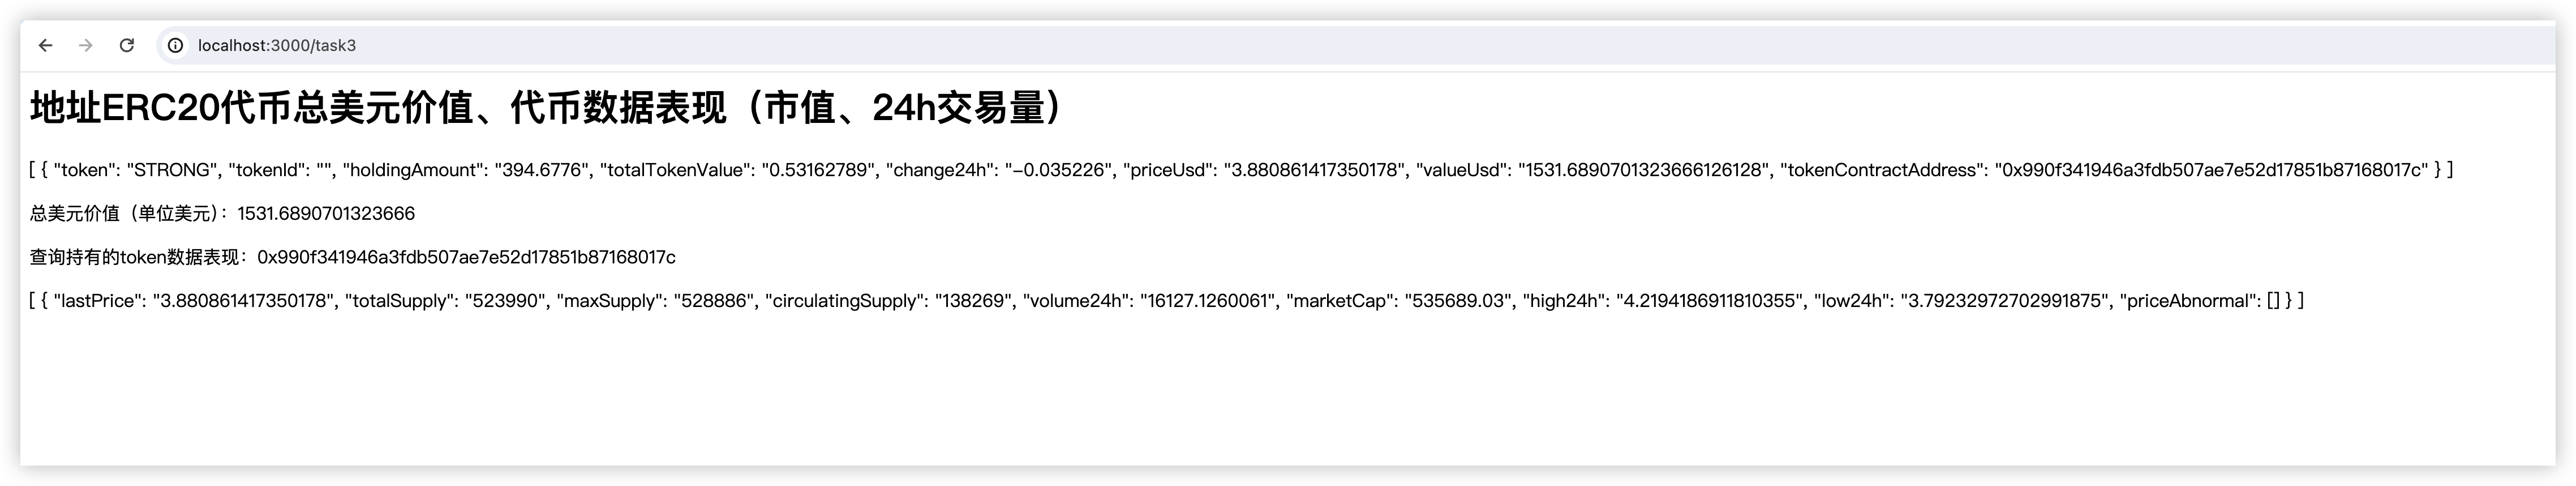 localhost:3000/task3
地址ERC20代币总美元价值、代币数据表现（市值、24h交易量）
[ { "token": "STRONG", "tokenId": "", "holdingAmount": "394.6776", "totalTokenValue": "0.53162789", "change24h": "-0.035226", "priceUsd": "3.880861417350178", "valueUsd": "1531.6890701323666126128", "tokenContractAddress": "0x990f341946a3fdb507ae7e52d17851b87168017c" } ]
总美元价值（单位美元）：1531.6890701323666
查询持有的token数据表现：0x990f341946a3fdb507ae7e52d17851b87168017c
[ { "lastPrice": "3.880861417350178", "totalSupply": "523990", "maxSupply": "528886", "circulatingSupply": "138269", "volume24h": "16127.1260061", "marketCap": "535689.03", "high24h": "4.2194186911810355", "low24h": "3.79232972702991875", "priceAbnormal": [] } ]